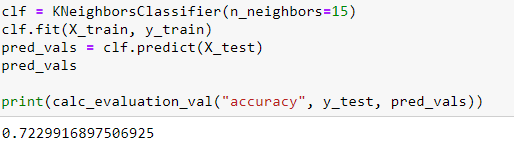 clf = KNeighborsClassifier(n_neighbors=15)
clf.fit(X_train, y_train)
pred_vals = clf.predict(X_test)
pred_vals
print(calc_evaluation_val("accuracy", y_test, pred_vals))
0.7229916897506925